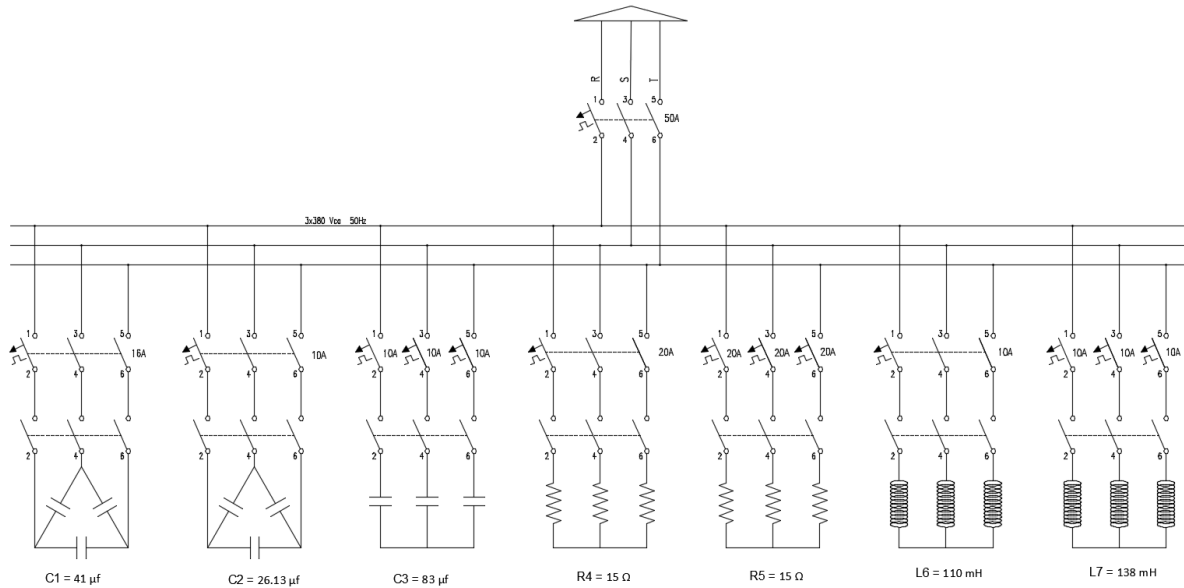 R S T
1 3 5
50A
2 4 6
3x380 Vca 50Hz
1 3 5 1 3 5 1 3 5 1 3 5 1 3 5 1 3 5 1 3 5
16A 10A 10A 10A 10A 20A 20A 20A 20A 10A 10A 10A 10A
2 4 6 2 4 6 2 4 6 2 4 6 2 4 6 2 4 6 2 4 6
2 4 6 2 4 6 2 4 6 2 4 6 2 4 6 2 4 6 2 4 6
C1 = 41 µf C2 = 26.13 µf C3 = 83 µf R4 = 15 Ω R5 = 15 Ω L6 = 110 mH L7 = 138 mH